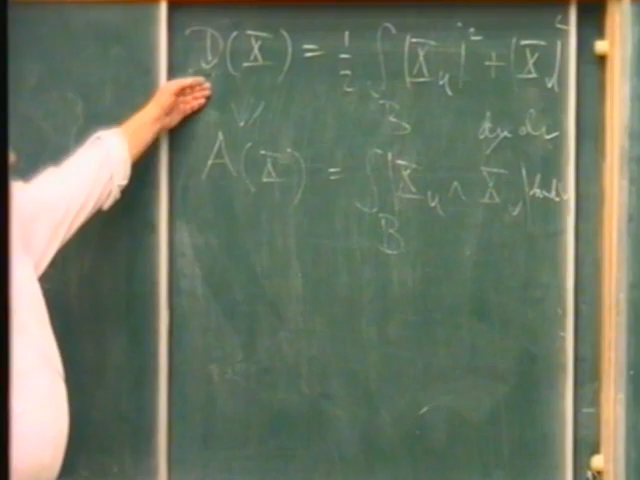 D(X) = 1/2 ∫_B |X_u|² + |X_v|² du dv
V/
A(X) = ∫_B |X_u ∧ X_v| du dv